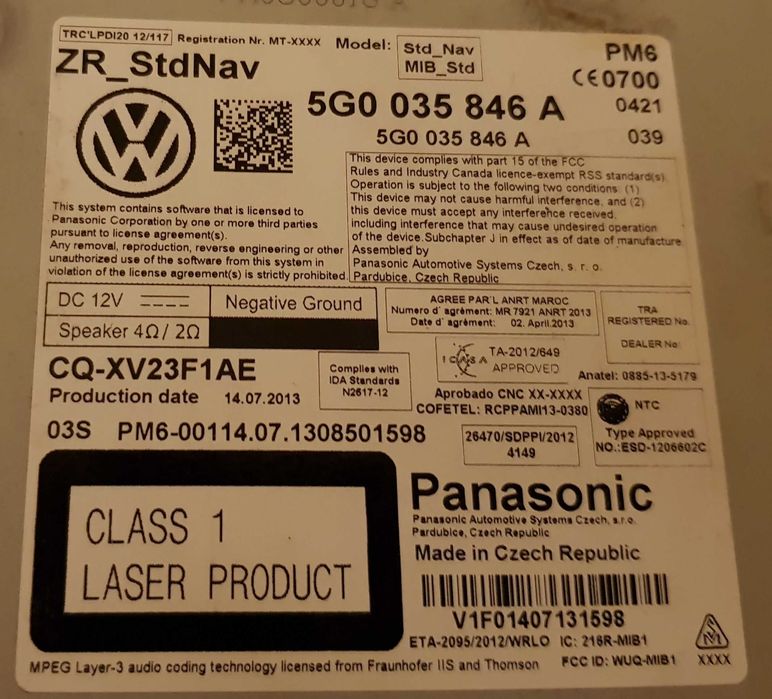 TRC'LPDI20 12/117
Registration Nr. MT-XXXX
Model:
Std_Nav
MIB_Std
PM6
ZR_StdNav
CE0700
5G0 035 846 A
0421
5G0 035 846 A
039
This device complies with part 15 of the FCC
Rules and Industry Canada licence-exempt RSS standard(s).
Operation is subject to the following two conditions: (1)
This device may not cause harmful interference, and (2)
this device must accept any interference received,
including interference that may cause undesired operation
of the device. Subchapter J in effect as of date of manufacture
Assembled by
Panasonic Automotive Systems Czech, s. r. o.
Pardubice, Czech Republic
This system contains software that is licensed to
Panasonic Corporation by one or more third parties
pursuant to license agreement(s).
Any removal, reproduction, reverse engineering or other
unauthorized use of the software from this system in
violation of the license agreement(s) is strictly prohibited.
DC 12V
Negative Ground
Speaker 4Ω/ 2Ω
AGREE PAR'L ANRT MAROC
Numero d' agrèment: MR 7921 ANRT 2013
Date d' agrèment: 02. April.2013
TRA
REGISTERED No.
DEALER No.
ICASA
TA-2012/649
APPROVED
CQ-XV23F1AE
Complies with
IDA Standards
N2617-12
Anatel: 0885-13-5179
Production date 14.07.2013
Aprobado CNC XX-XXXX
COFETEL: RCPPAMI13-0380
NTC
Type Approved
NO.:ESD-1206602C
03S PM6-00114.07.1308501598
26470/SDPPI/2012
4149
CLASS 1
LASER PRODUCT
Panasonic
Panasonic Automotive Systems Czech, s.r.o.
Pardubice, Czech Republic
Made in Czech Republic
V1F01407131598
ETA-2095/2012/WRLO IC: 216R-MIB1
MPEG Layer-3 audio coding technology licensed from Fraunhofer IIS and Thomson
FCC ID: WUQ-MIB1
XXXX